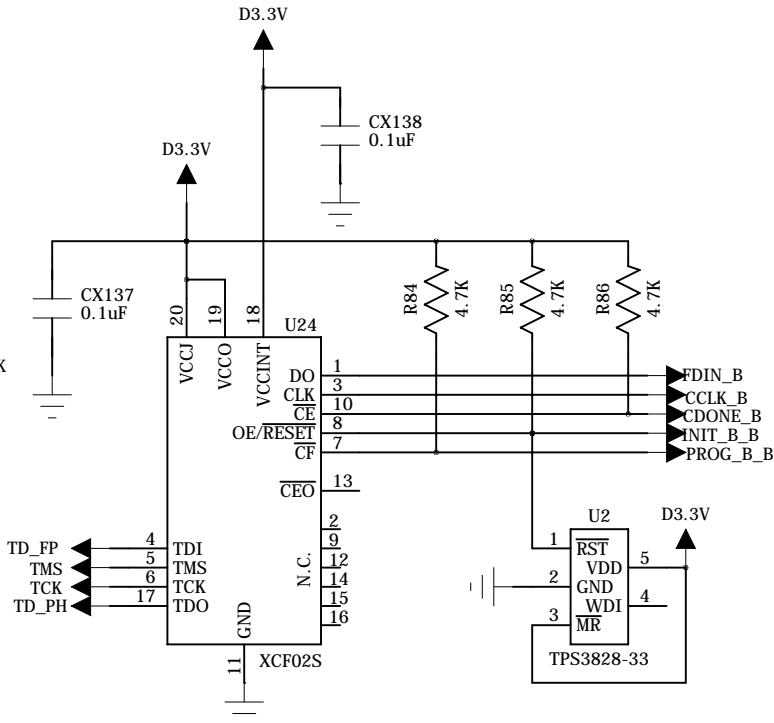 D3.3V
CX138
0.1uF
D3.3V
CX137
0.1uF
R84
4.7K
R85
4.7K
R86
4.7K
20
19
18
U24
VCCJ
VCCO
VCCINT
K
DO 1 FDIN_B
CLK 3 CCLK_B
CE 10 CDONE_B
OE/RESET 8 INIT_B_B
CF 7 PROG_B_B
CEO 13
N.C.
2
9
12
14
15
16
TD_FP 4 TDI
TMS 5 TMS
TCK 6 TCK
TD_PH 17 TDO
GND
11
XCF02S
U2
D3.3V
1 RST
VDD 5
2 GND
WDI 4
3 MR
TPS3828-33